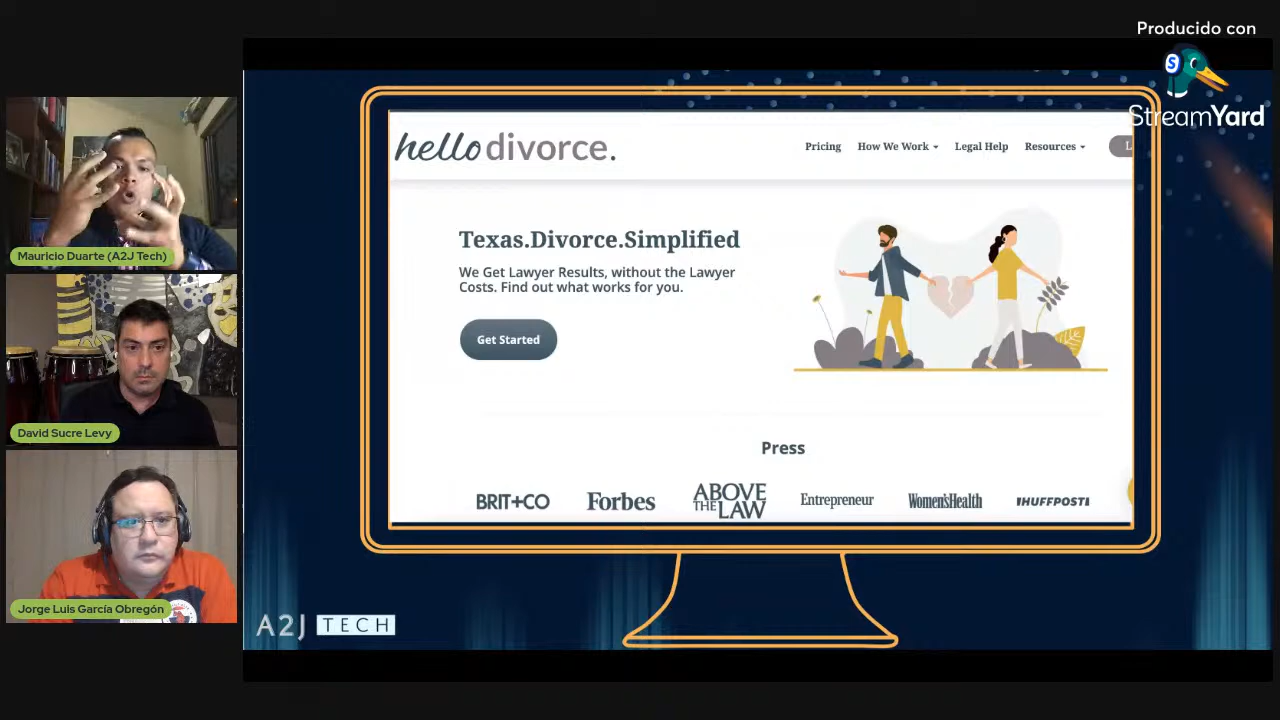 Producido con
StreamYard
Mauricio Duarte (A2J Tech)
David Sucre Levy
Jorge Luis García Obregón
hello divorce.
Pricing
How We Work
Legal Help
Resources
L
Texas.Divorce.Simplified
We Get Lawyer Results, without the Lawyer
Costs. Find out what works for you.
Get Started
Press
BRIT+CO
Forbes
ABOVE
THE LAW
Entrepreneur
Women'sHealth
IHUFFPOSTI
A2J TECH